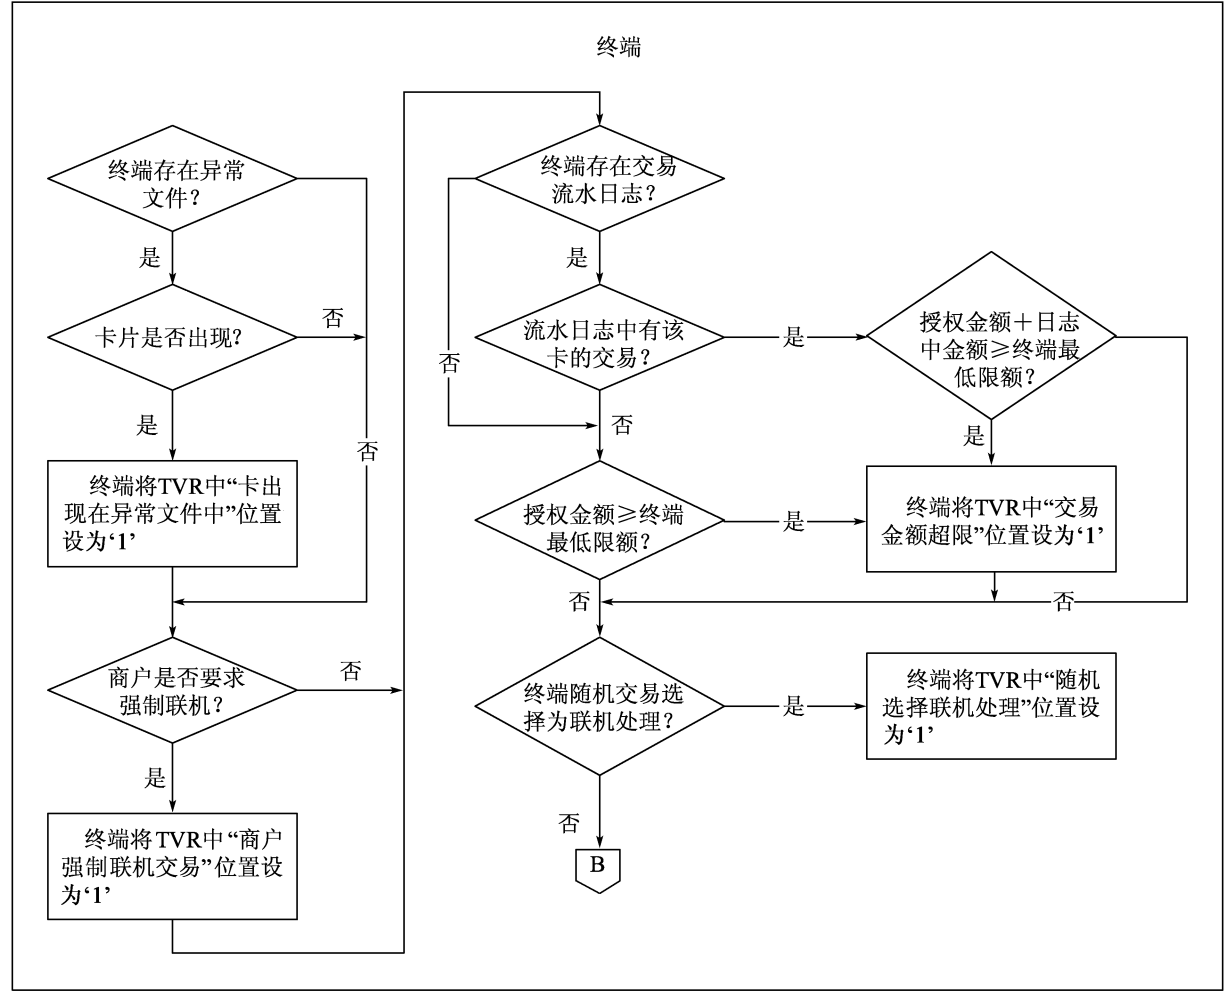 终端
终端存在异常
文件？
是
卡片是否出现？
否
是
否
终端将TVR中“卡出
现在异常文件中”位置
设为‘1’
商户是否要求
强制联机？
否
是
终端将TVR中“商户
强制联机交易”位置设
为‘1’
终端存在交易
流水日志？
是
否
流水日志中有该
卡的交易？
是
否
授权金额＋日志
中金额≥终端最
低限额？
是
授权金额≥终端
最低限额？
是
终端将TVR中“交易
金额超限”位置设为‘1’
否
否
终端随机交易选
择为联机处理？
是
终端将TVR中“随机
选择联机处理”位置设
为‘1’
否
B